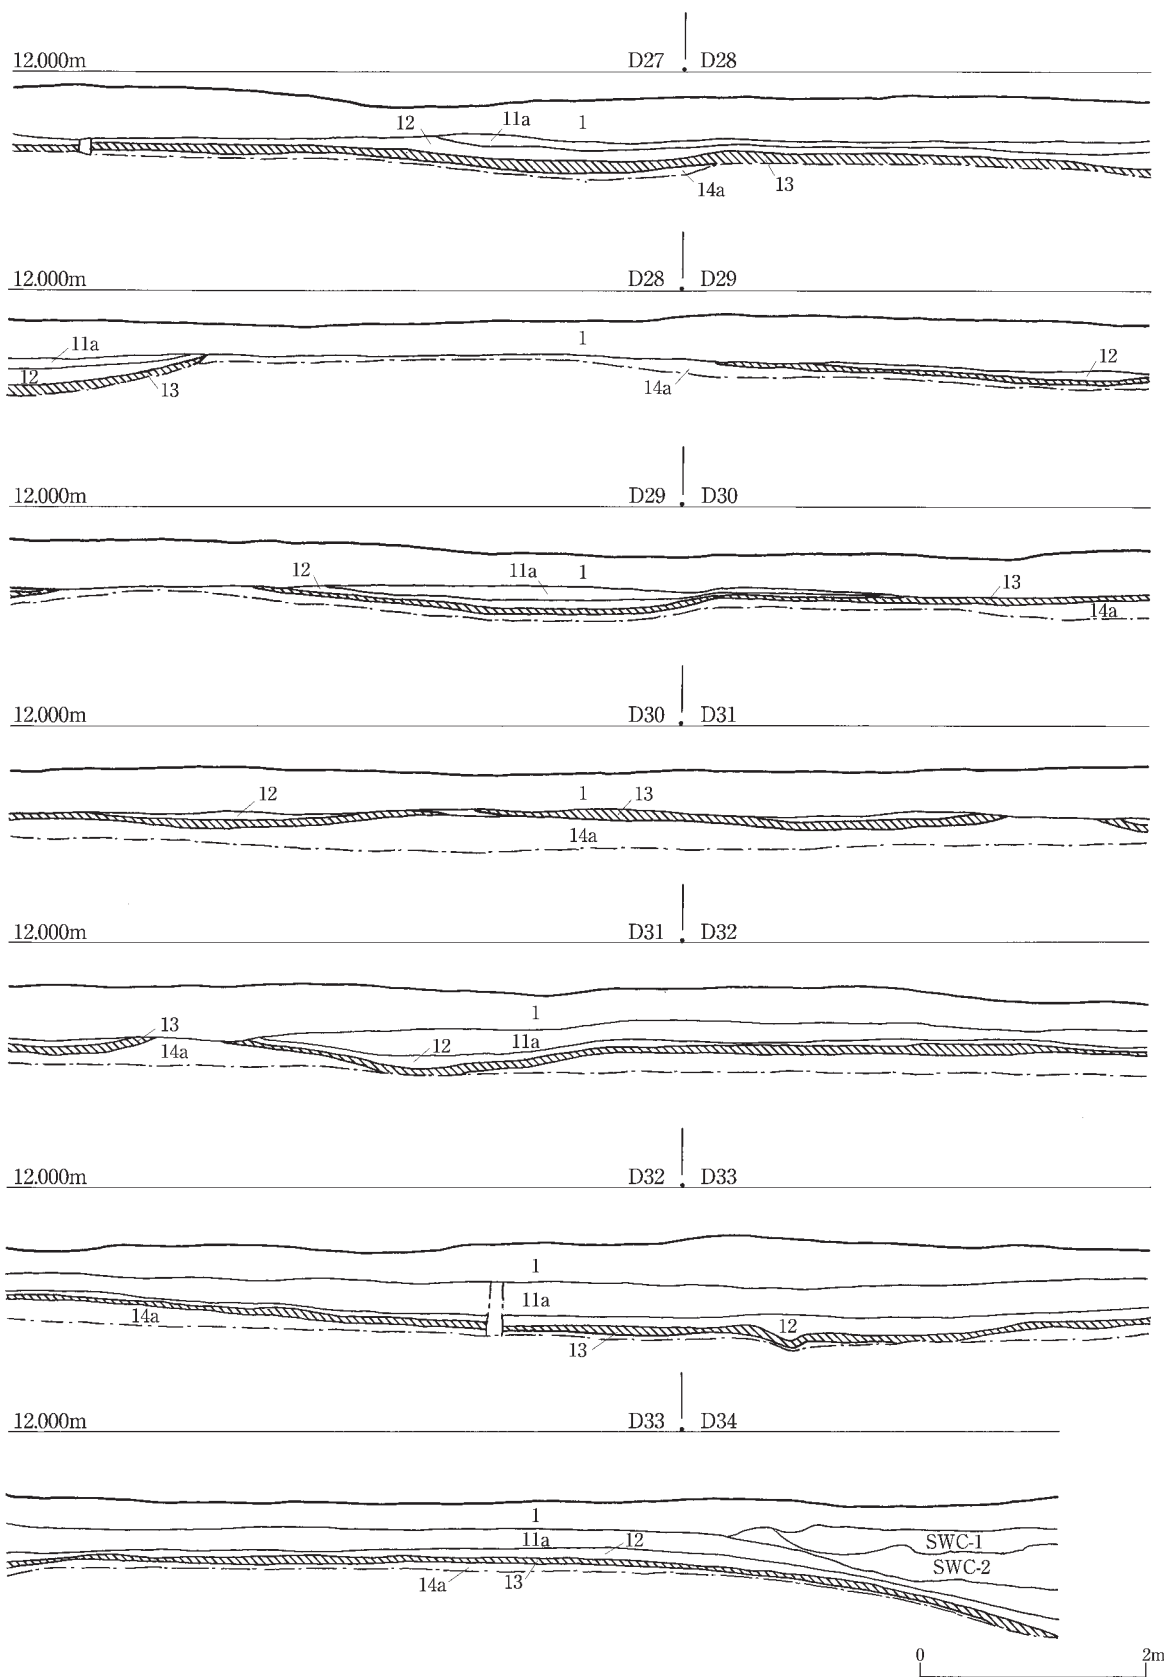 12.000m D27 D28
12 11a 1
14a 13
12.000m D28 D29
11a 1 12
12 13 14a
12.000m D29 D30
12 11a 1 13
14a
12.000m D30 D31
12 1 13
14a
12.000m D31 D32
13 1
14a 12 11a
12.000m D32 D33
1
14a 11a
13 12
12.000m D33 D34
1
11a 12 SWC-1
14a 13 SWC-2
0 2m